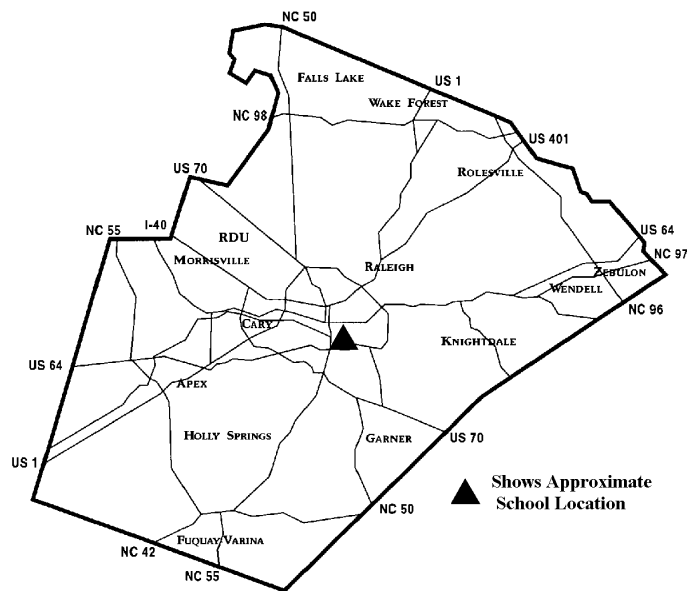 NC 50
FALLS LAKE
US 1
WAKE FOREST
NC 98
US 401
US 70
ROLESVILLE
NC 55
I-40
RDU
US 64
MORRISVILLE
RALEIGH
NC 97
ZEBULON
WENDELL
NC 96
CARY
KNIGHTDALE
US 64
APEX
HOLLY SPRINGS
GARNER
US 70
US 1
Shows Approximate
School Location
NC 50
FUQUAY-VARINA
NC 42
NC 55